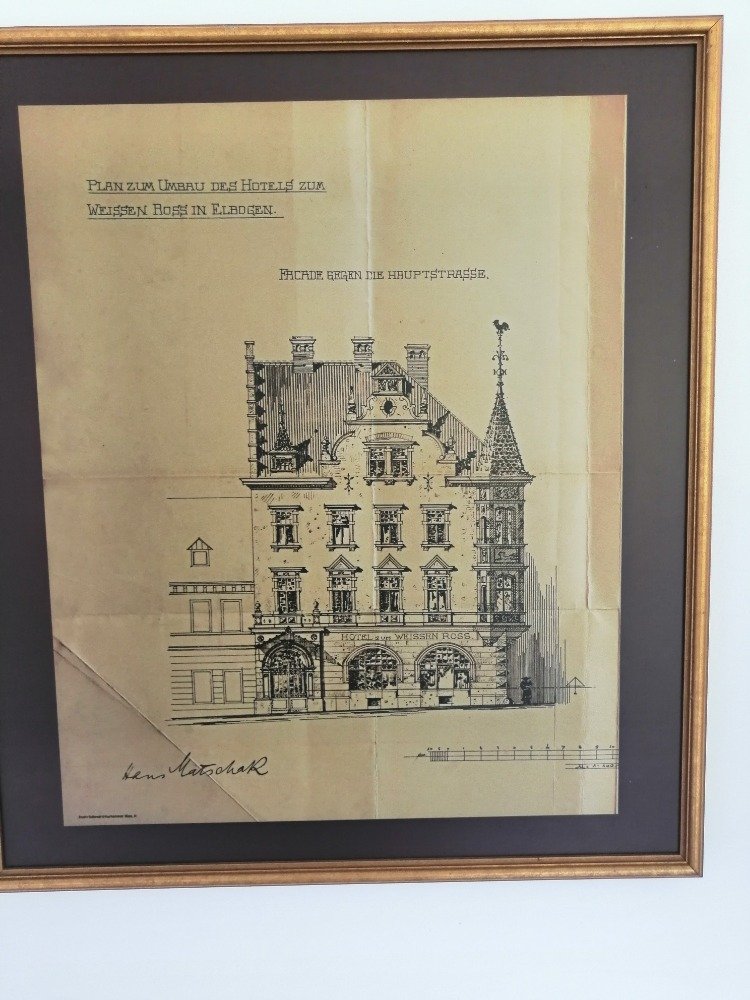 PLAN ZUM UMBAU DES HOTELS ZUM
WEISSEN ROSS IN ELBOGEN.
FACADE GEGEN DIE HAUPTSTRASSE.
HOTEL ZUM WEISSEN ROSS.
Hans Matschak